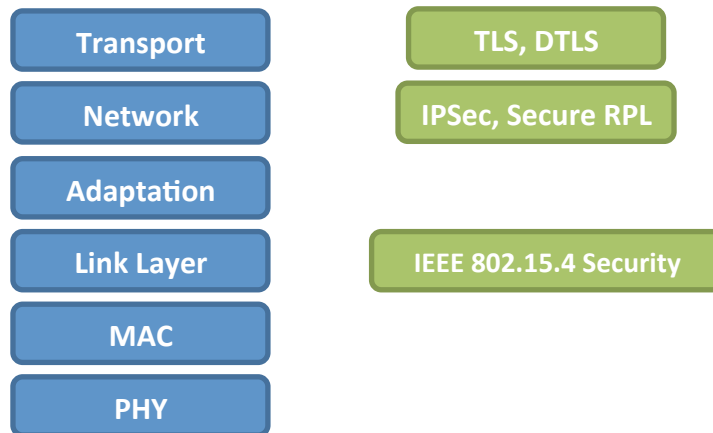 Transport
TLS, DTLS
Network
IPSec, Secure RPL
Adaptation
Link Layer
IEEE 802.15.4 Security
MAC
PHY